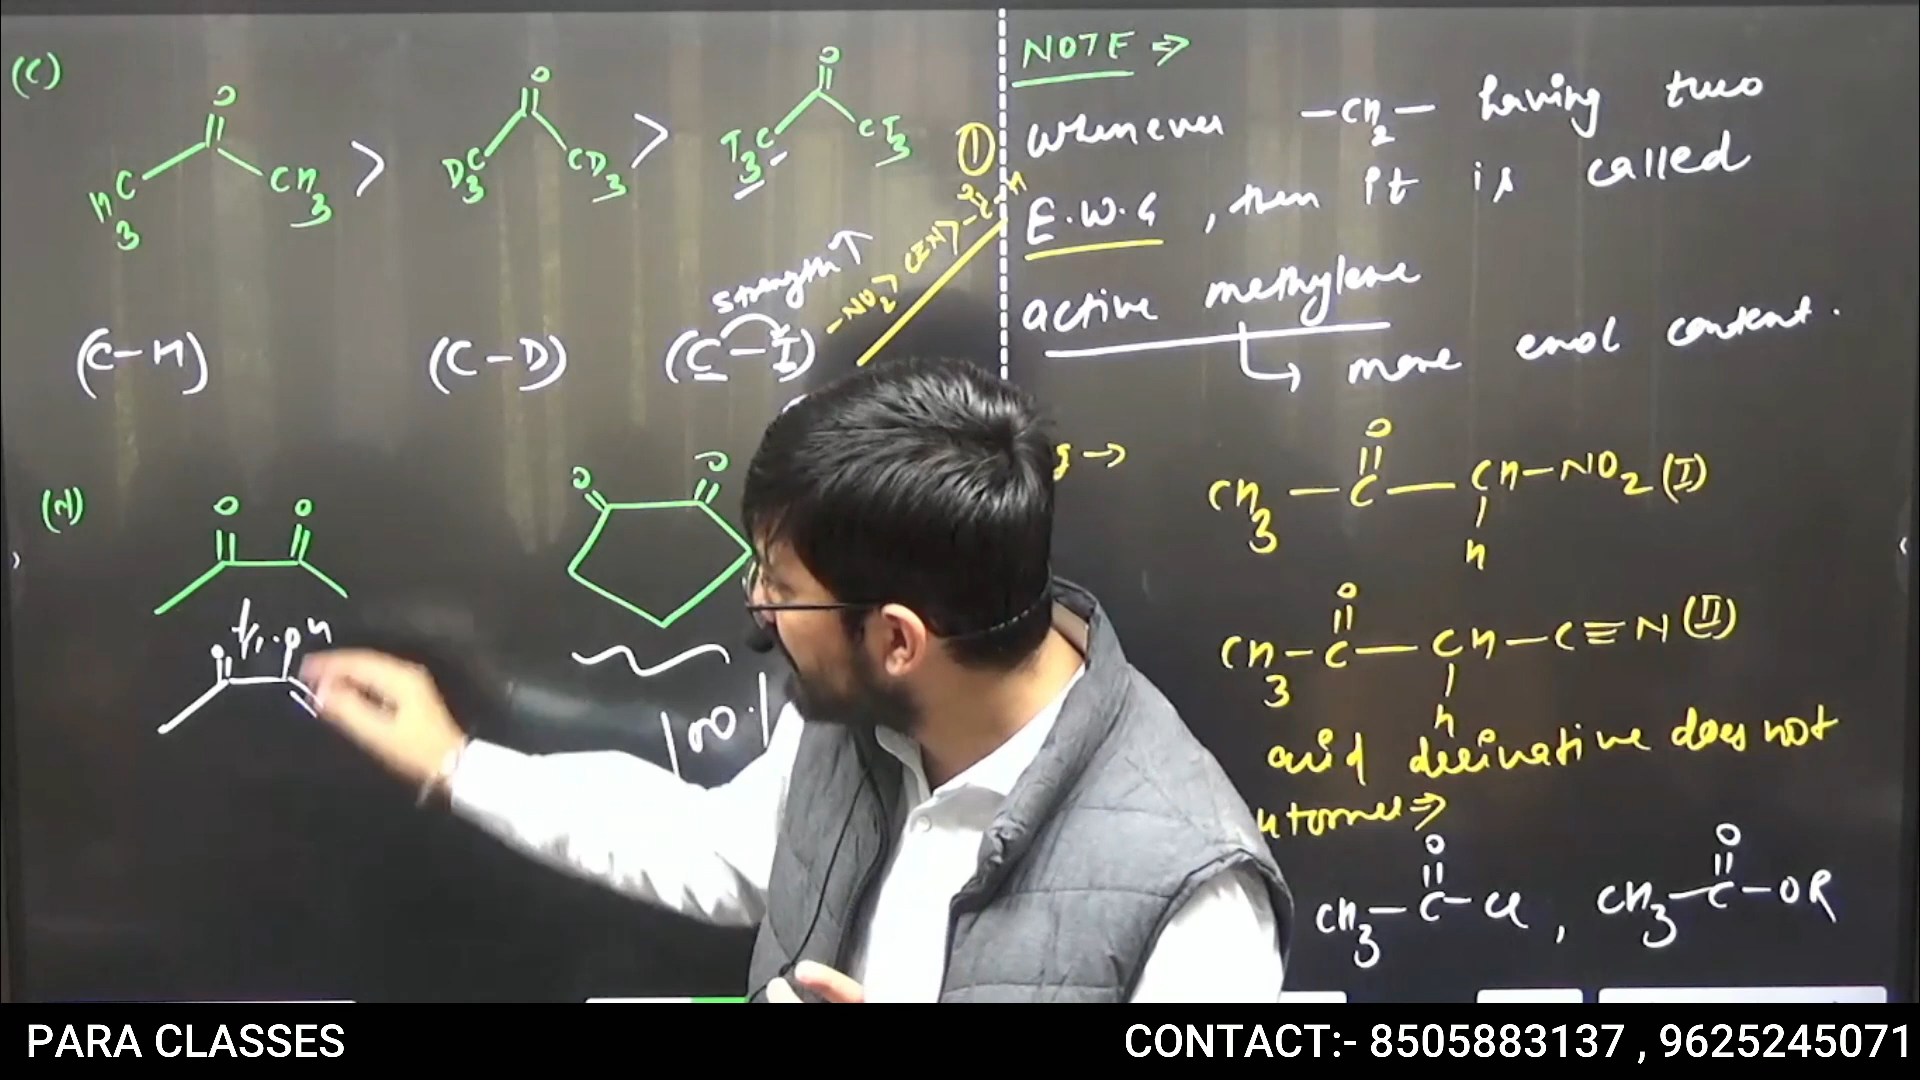 (C)
O O O
H3C CH3 > D3C CD3 > T3C CT3
(C-H) (C-D) (C-T)
strength ↑
-NO2 > C≡N >
①
(d)
O O
O O
O OH
100%
NOTE ⇒
Whenever -CH2- having two
E.W.G, then it is called
active methylene
↳ more enol content.
g →
O
CH3 - C - CH-NO2 (I)
H
O
CH3 - C - CH - C≡N (II)
H
acid derivative does not
utomer ⇒
O O
CH3 - C - Cl , CH3 - C - OR
PARA CLASSES
CONTACT:- 8505883137 , 9625245071